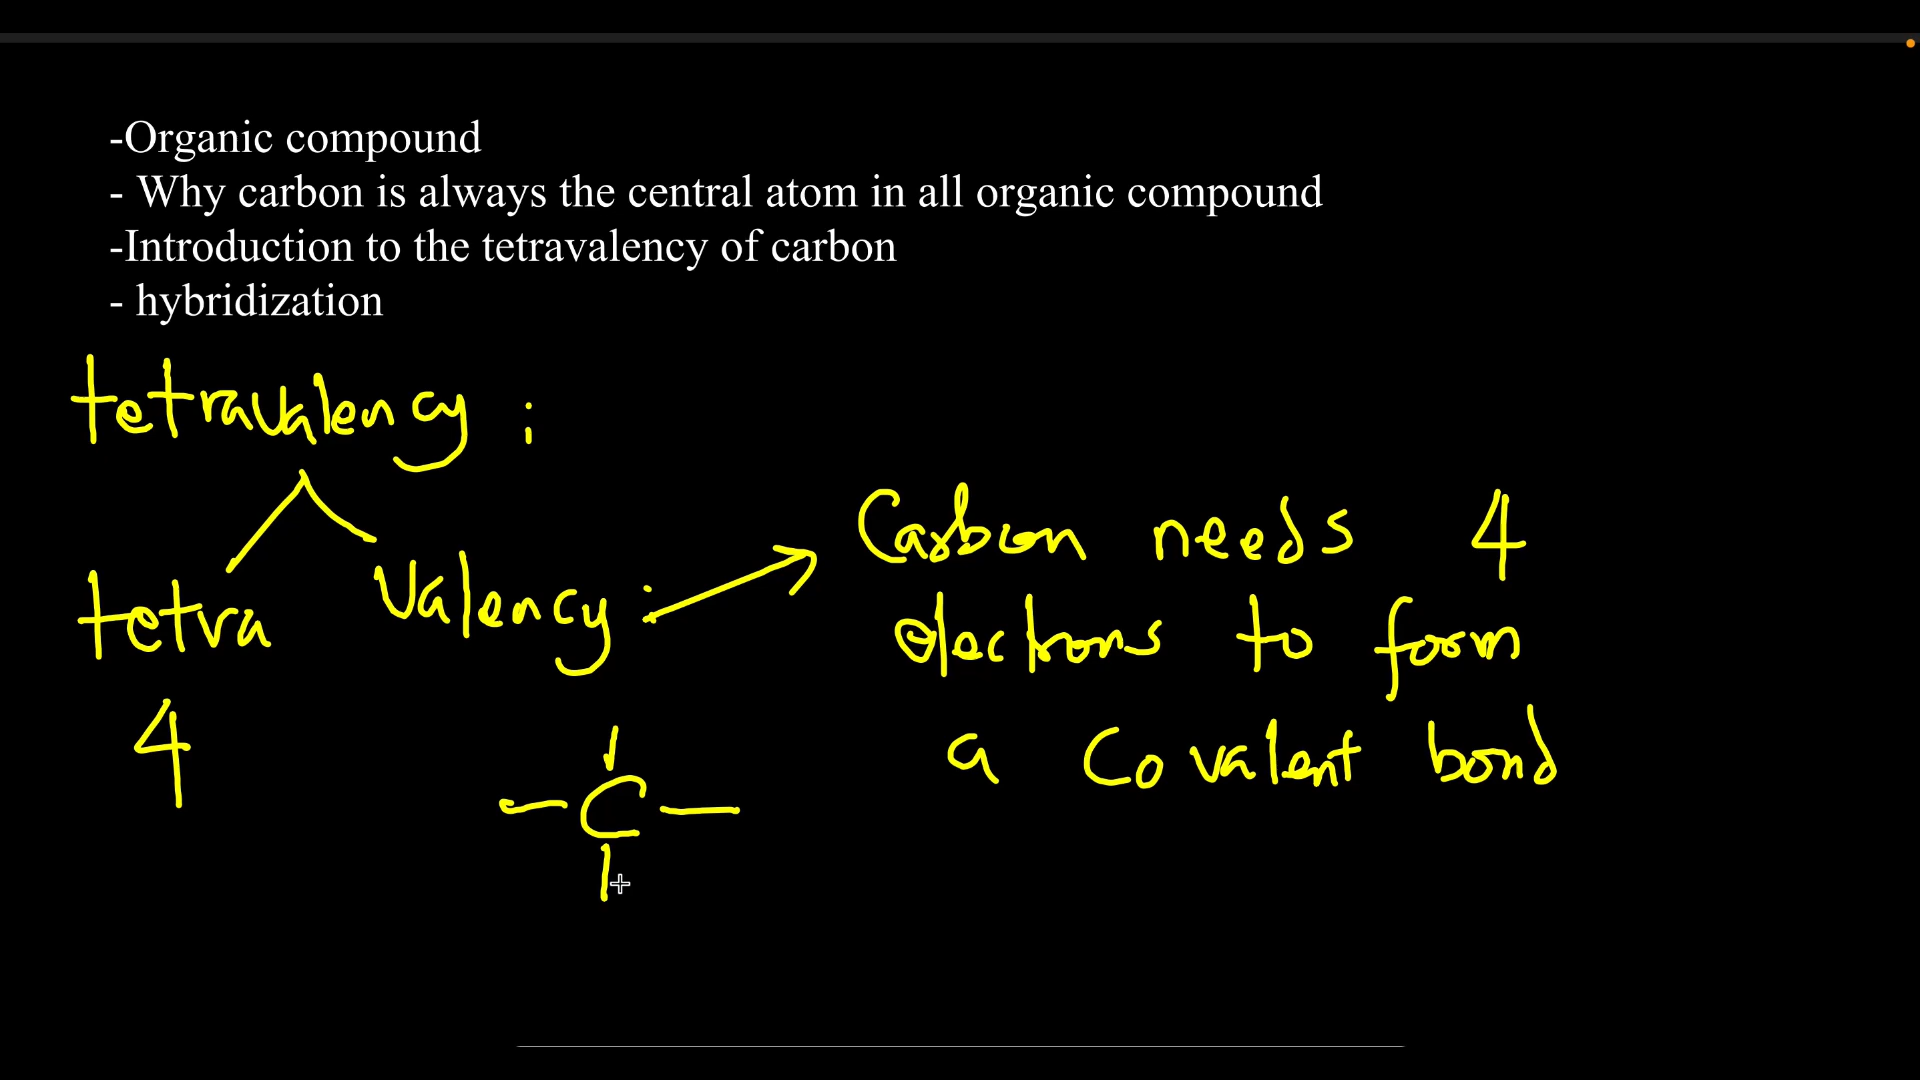 -Organic compound
- Why carbon is always the central atom in all organic compound
-Introduction to the tetravalency of carbon
- hybridization
tetravalency :
tetra valency :
4
Carbon needs 4
electrons to form
a Covalent bond
C